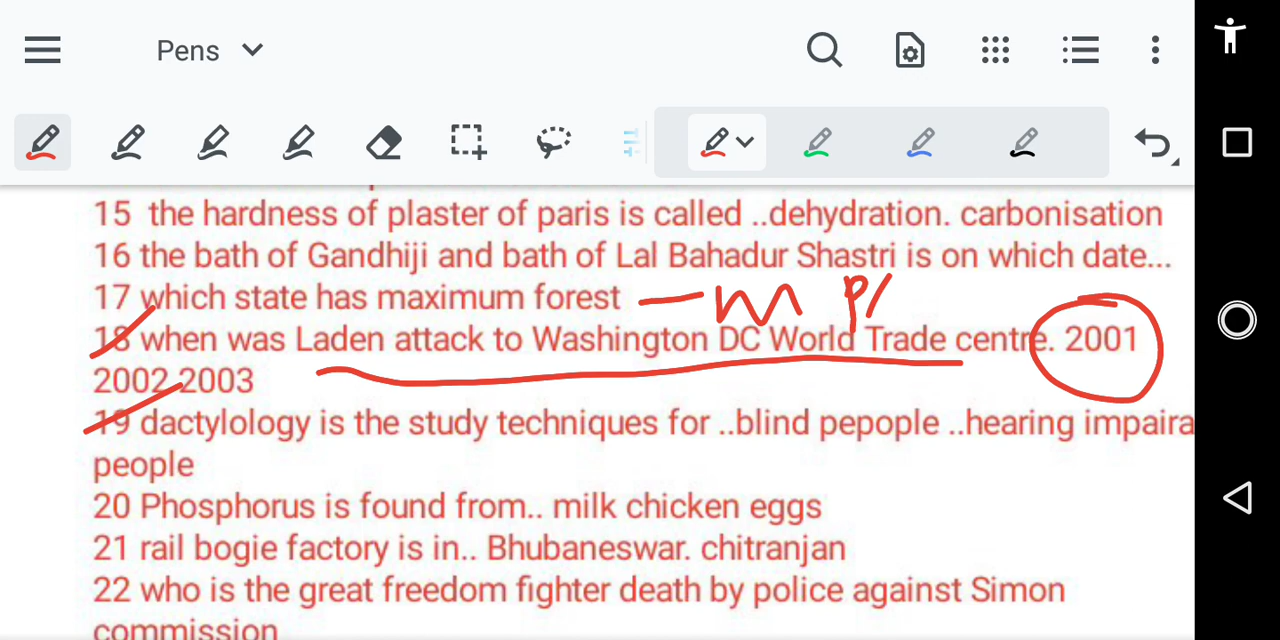 Pens
15 the hardness of plaster of paris is called ..dehydration. carbonisation
16 the bath of Gandhiji and bath of Lal Bahadur Shastri is on which date...
17 which state has maximum forest — MP
18 when was Laden attack to Washington DC World Trade centre. 2001
2002 2003
19 dactylology is the study techniques for ..blind pepople ..hearing impaira
people
20 Phosphorus is found from.. milk chicken eggs
21 rail bogie factory is in.. Bhubaneswar. chitranjan
22 who is the great freedom fighter death by police against Simon
commission